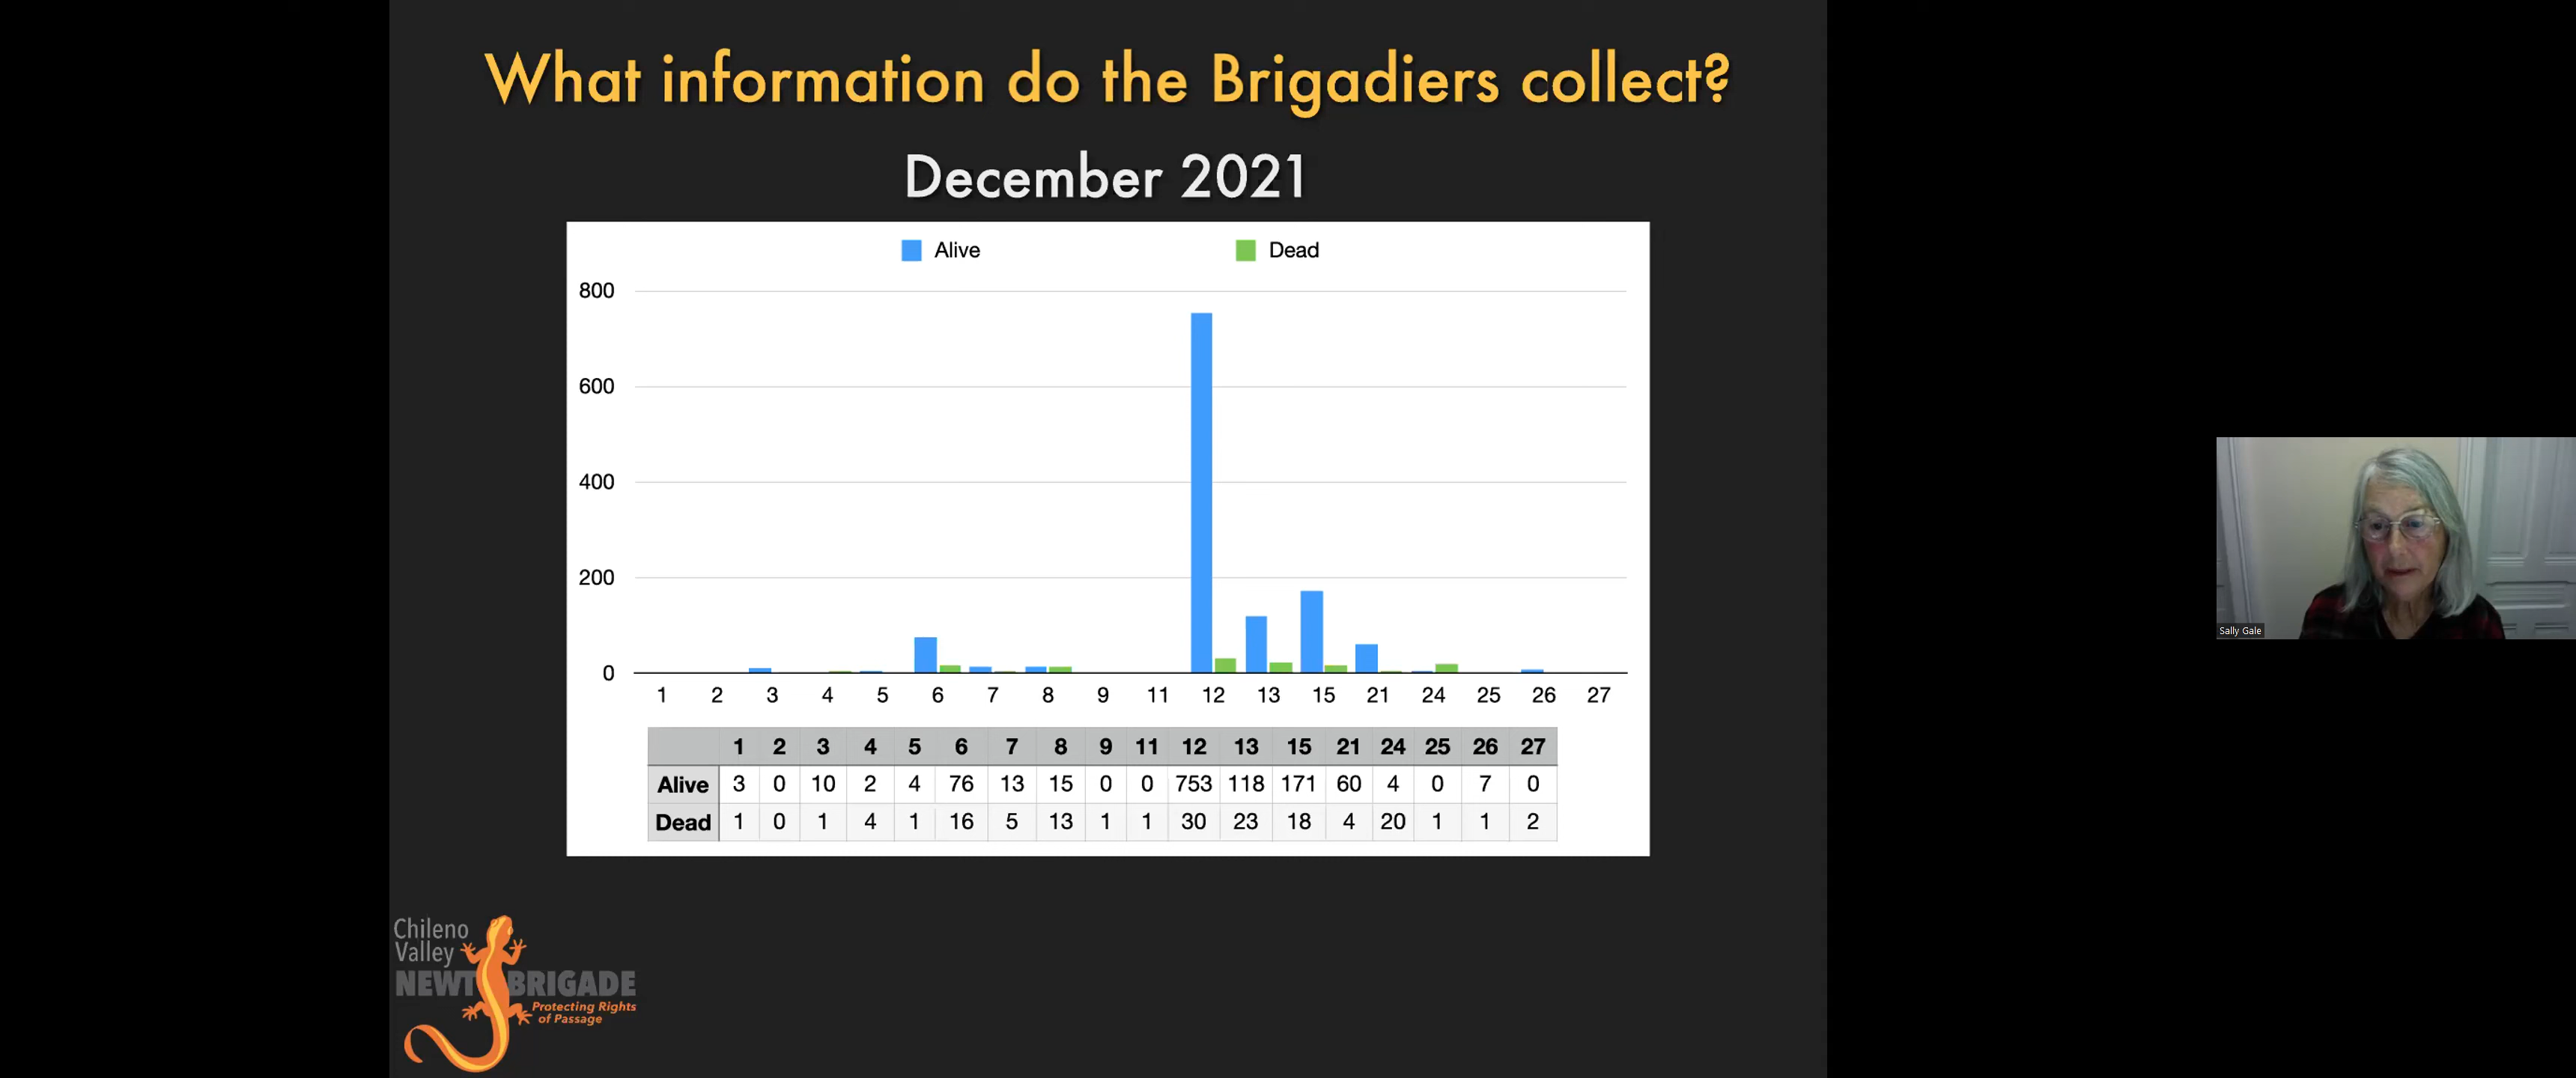 What information do the Brigadiers collect?
December 2021
Alive Dead
800
600
400
200
0
1 2 3 4 5 6 7 8 9 11 12 13 15 21 24 25 26 27
1 2 3 4 5 6 7 8 9 11 12 13 15 21 24 25 26 27
Alive 3 0 10 2 4 76 13 15 0 0 753 118 171 60 4 0 7 0
Dead 1 0 1 4 1 16 5 13 1 1 30 23 18 4 20 1 1 2
Chileno
Valley
NEWT BRIGADE
Protecting Rights
of Passage
Sally Gale